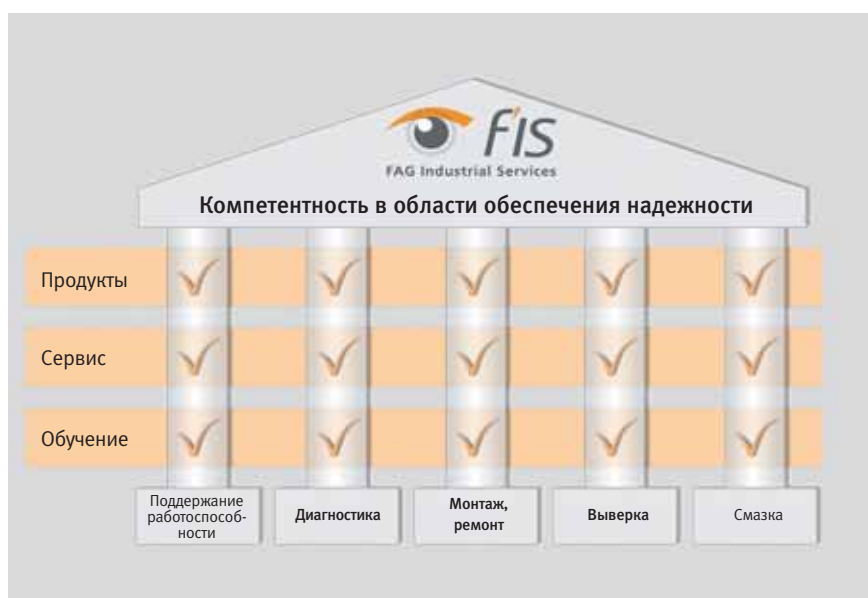 fis
FAG Industrial Services
Компетентность в области обеспечения надежности
Продукты
Сервис
Обучение
Поддержание
работоспособ-
ности
Диагностика
Монтаж,
ремонт
Выверка
Смазка